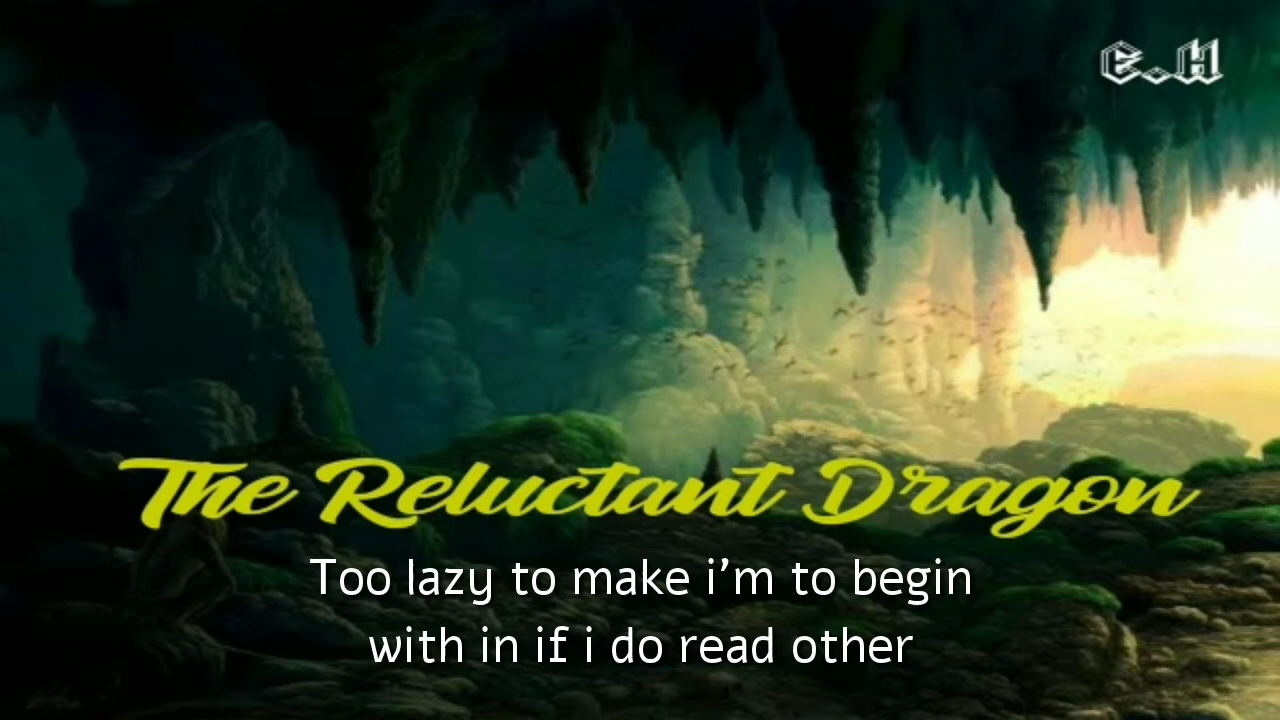 C.H
The Reluctant Dragon
Too lazy to make i'm to begin
with in if i do read other